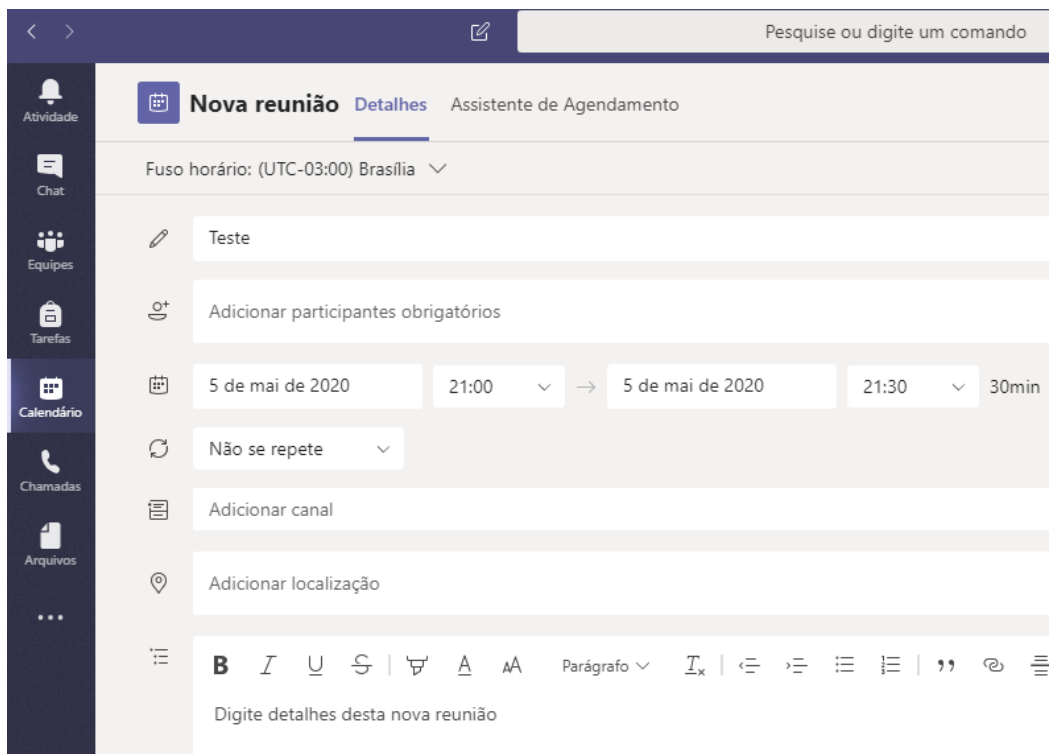 Pesquise ou digite um comando
Atividade
Chat
Equipes
Tarefas
Calendário
Chamadas
Arquivos
Nova reunião Detalhes Assistente de Agendamento
Fuso horário: (UTC-03:00) Brasília
Teste
Adicionar participantes obrigatórios
5 de mai de 2020 21:00 → 5 de mai de 2020 21:30 30min
Não se repete
Adicionar canal
Adicionar localização
B I U S A AA Parágrafo Tx
Digite detalhes desta nova reunião